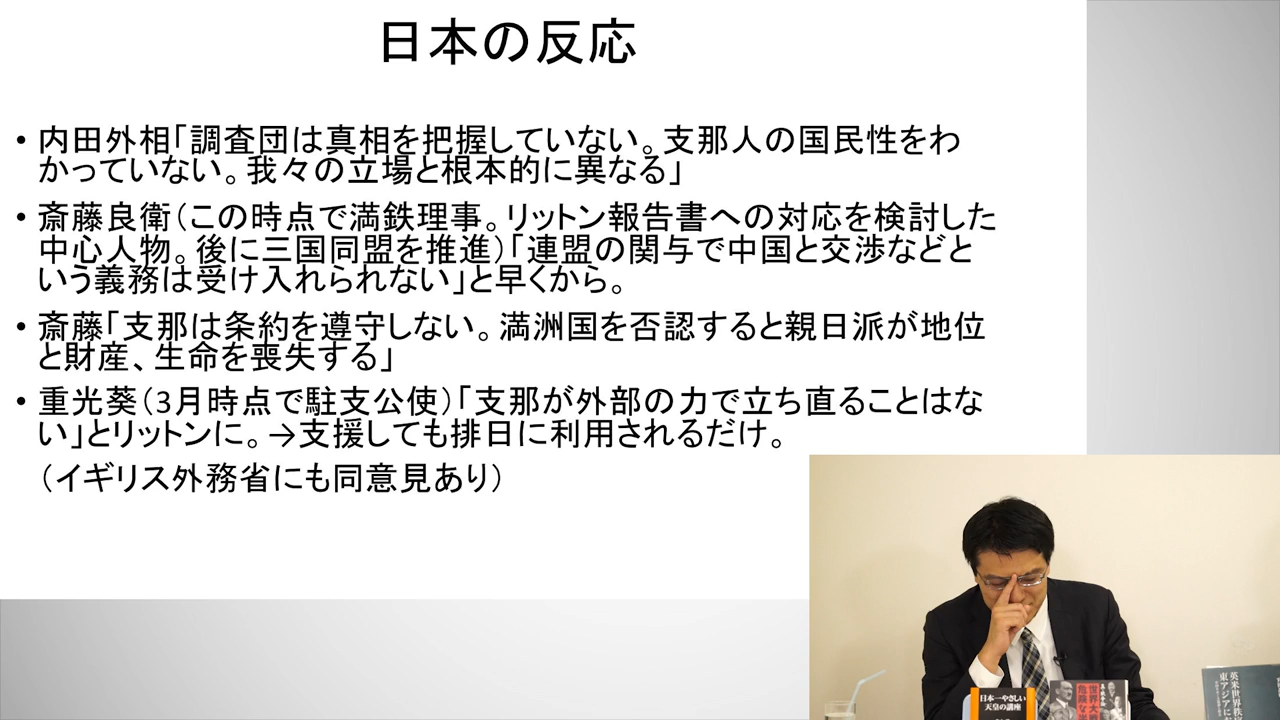 日本の反応
• 内田外相「調査団は真相を把握していない。支那人の国民性をわ
かっていない。我々の立場と根本的に異なる」
• 斎藤良衛（この時点で満鉄理事。リットン報告書への対応を検討した
中心人物。後に三国同盟を推進）「連盟の関与で中国と交渉などと
いう義務は受け入れられない」と早くから。
• 斎藤「支那は条約を遵守しない。満洲国を否認すると親日派が地位
と財産、生命を喪失する」
• 重光葵（3月時点で駐支公使）「支那が外部の力で立ち直ることはな
い」とリットンに。→支援しても排日に利用されるだけ。
（イギリス外務省にも同意見あり）
日本一やさしい
天皇の講座
英米世界秩
東アジアに